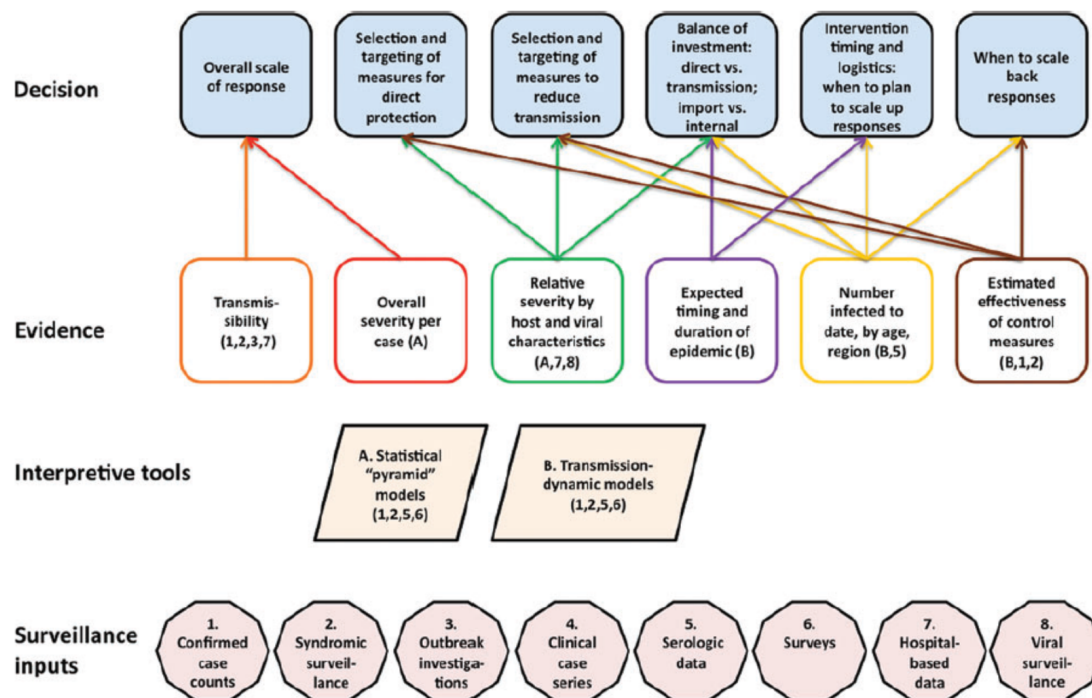 Decision
Overall scale
of response
Selection and
targeting of
measures for
direct
protection
Selection and
targeting of
measures to
reduce
transmission
Balance of
investment:
direct vs.
transmission;
import vs.
internal
Intervention
timing and
logistics:
when to plan
to scale up
responses
When to scale
back
responses
Evidence
Transmis-
sibility
(1,2,3,7)
Overall
severity per
case (A)
Relative
severity by
host and viral
characteristics
(A,7,8)
Expected
timing and
duration of
epidemic (B)
Number
infected to
date, by age,
region (B,5)
Estimated
effectiveness
of control
measures
(B,1,2)
Interpretive tools
A. Statistical
"pyramid"
models
(1,2,5,6)
B. Transmission-
dynamic models
(1,2,5,6)
Surveillance
inputs
1.
Confirmed
case
counts
2.
Syndromic
surveil-
lance
3.
Outbreak
investiga-
tions
4.
Clinical
case
series
5.
Serologic
data
6.
Surveys
7.
Hospital-
based
data
8.
Viral
surveil-
lance